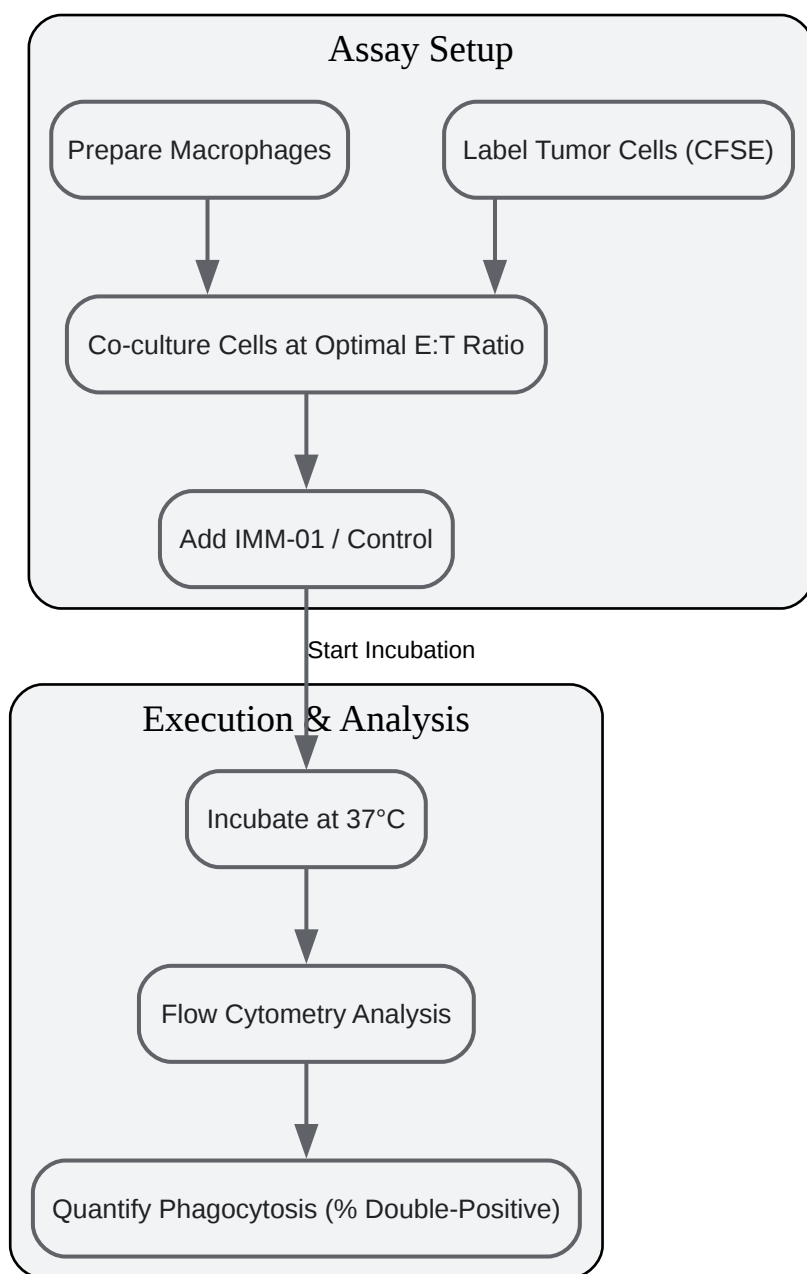 Assay Setup
Prepare Macrophages
Label Tumor Cells (CFSE)
Co-culture Cells at Optimal E:T Ratio
Add IMM-01 / Control
Start Incubation
Execution & Analysis
Incubate at 37°C
Flow Cytometry Analysis
Quantify Phagocytosis (% Double-Positive)